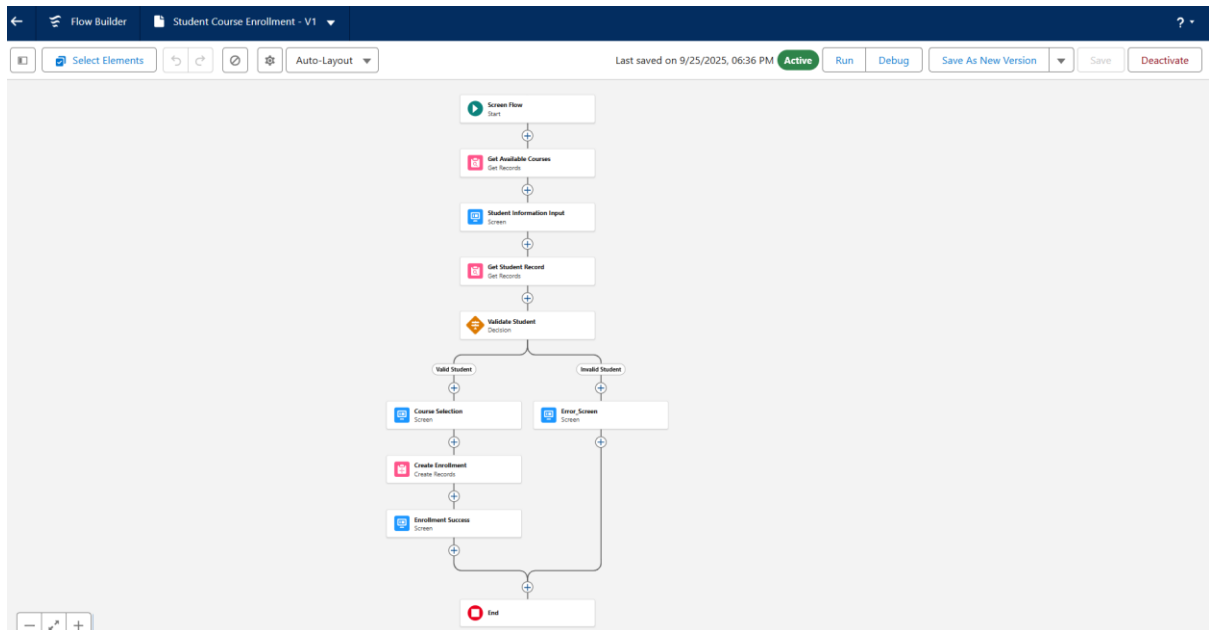 Flow Builder
Student Course Enrollment - V1
?
Select Elements
Auto-Layout
Last saved on 9/25/2025, 06:36 PM
Active
Run
Debug
Save As New Version
Save
Deactivate
Screen Flow
Start
Get Available Courses
Get Records
Student Information Input
Screen
Get Student Record
Get Records
Validate Student
Decision
Valid Student
Invalid Student
Course Selection
Screen
Error_Screen
Screen
Create Enrollment
Create Records
Enrollment Success
Screen
End